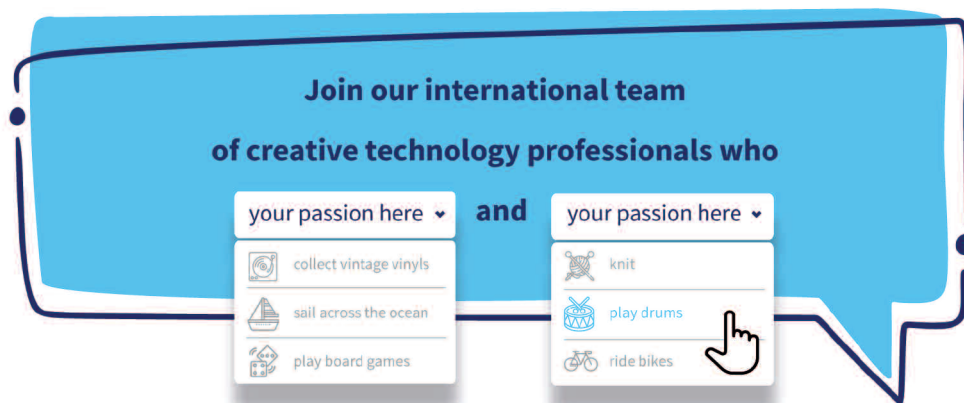 Join our international team
of creative technology professionals who
your passion here and your passion here
collect vintage vinyls
sail across the ocean
play board games
knit
play drums
ride bikes